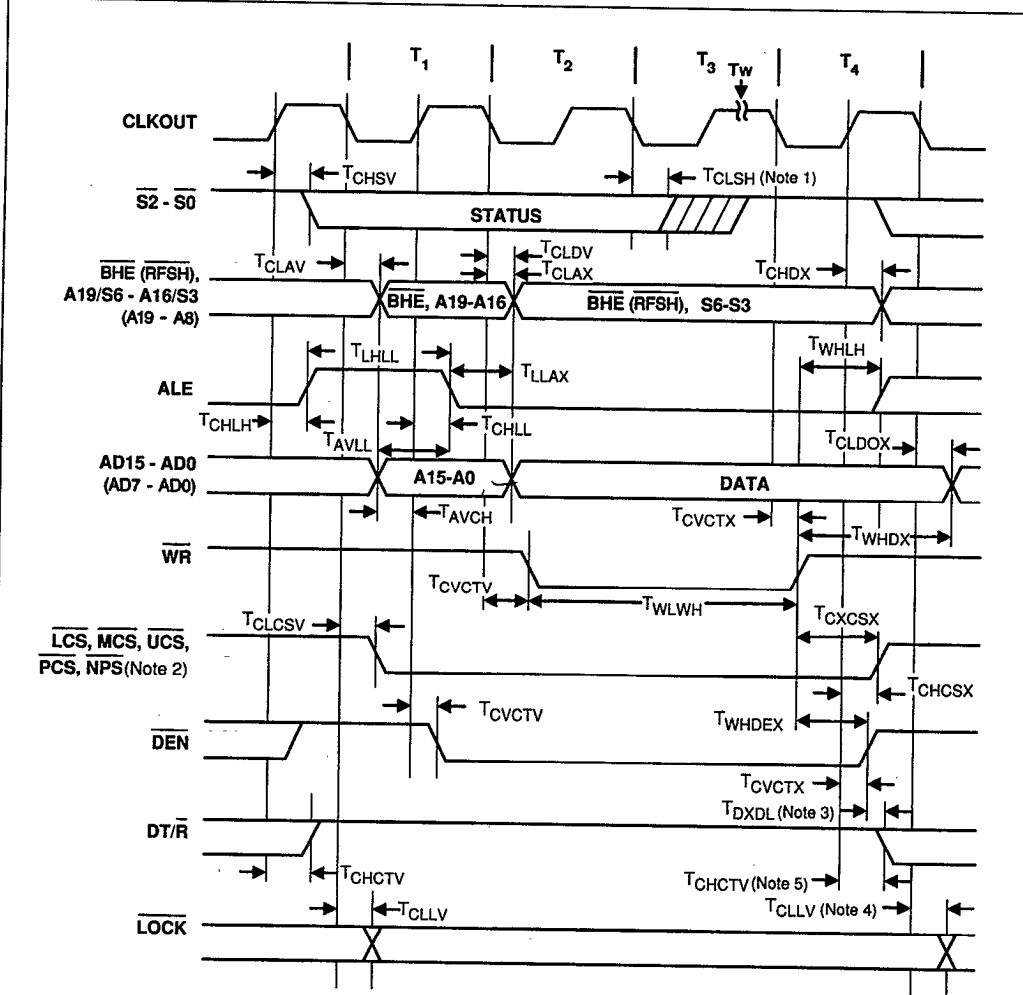 T1 T2 T3 TW T4
CLKOUT
TCHSV TCLSH (Note 1)
S2 - S0
STATUS
TCLDV
BHE (RFSH),
TCLAV TCLAX TCHDX
A19/S6 - A16/S3
BHE, A19-A16 BHE (RFSH), S6-S3
(A19 - A8)
TLHLL TWHLH
TLLAX
ALE
TCHLH TCHLL
TAVLL TCLDOX
AD15 - AD0
A15-A0 DATA
(AD7 - AD0)
TAVCH TCVCTX
TWHDX
WR
TCVCTV
TWLWH
TCLCSV TCXCSX
LCS, MCS, UCS,
PCS, NPS (Note 2)
TCHCSX
TCVCTV TWHDEX
DEN
TCVCTX
TDXDL (Note 3)
DT/R
TCHCTV TCHCTV (Note 5)
TCLLV TCLLV (Note 4)
LOCK